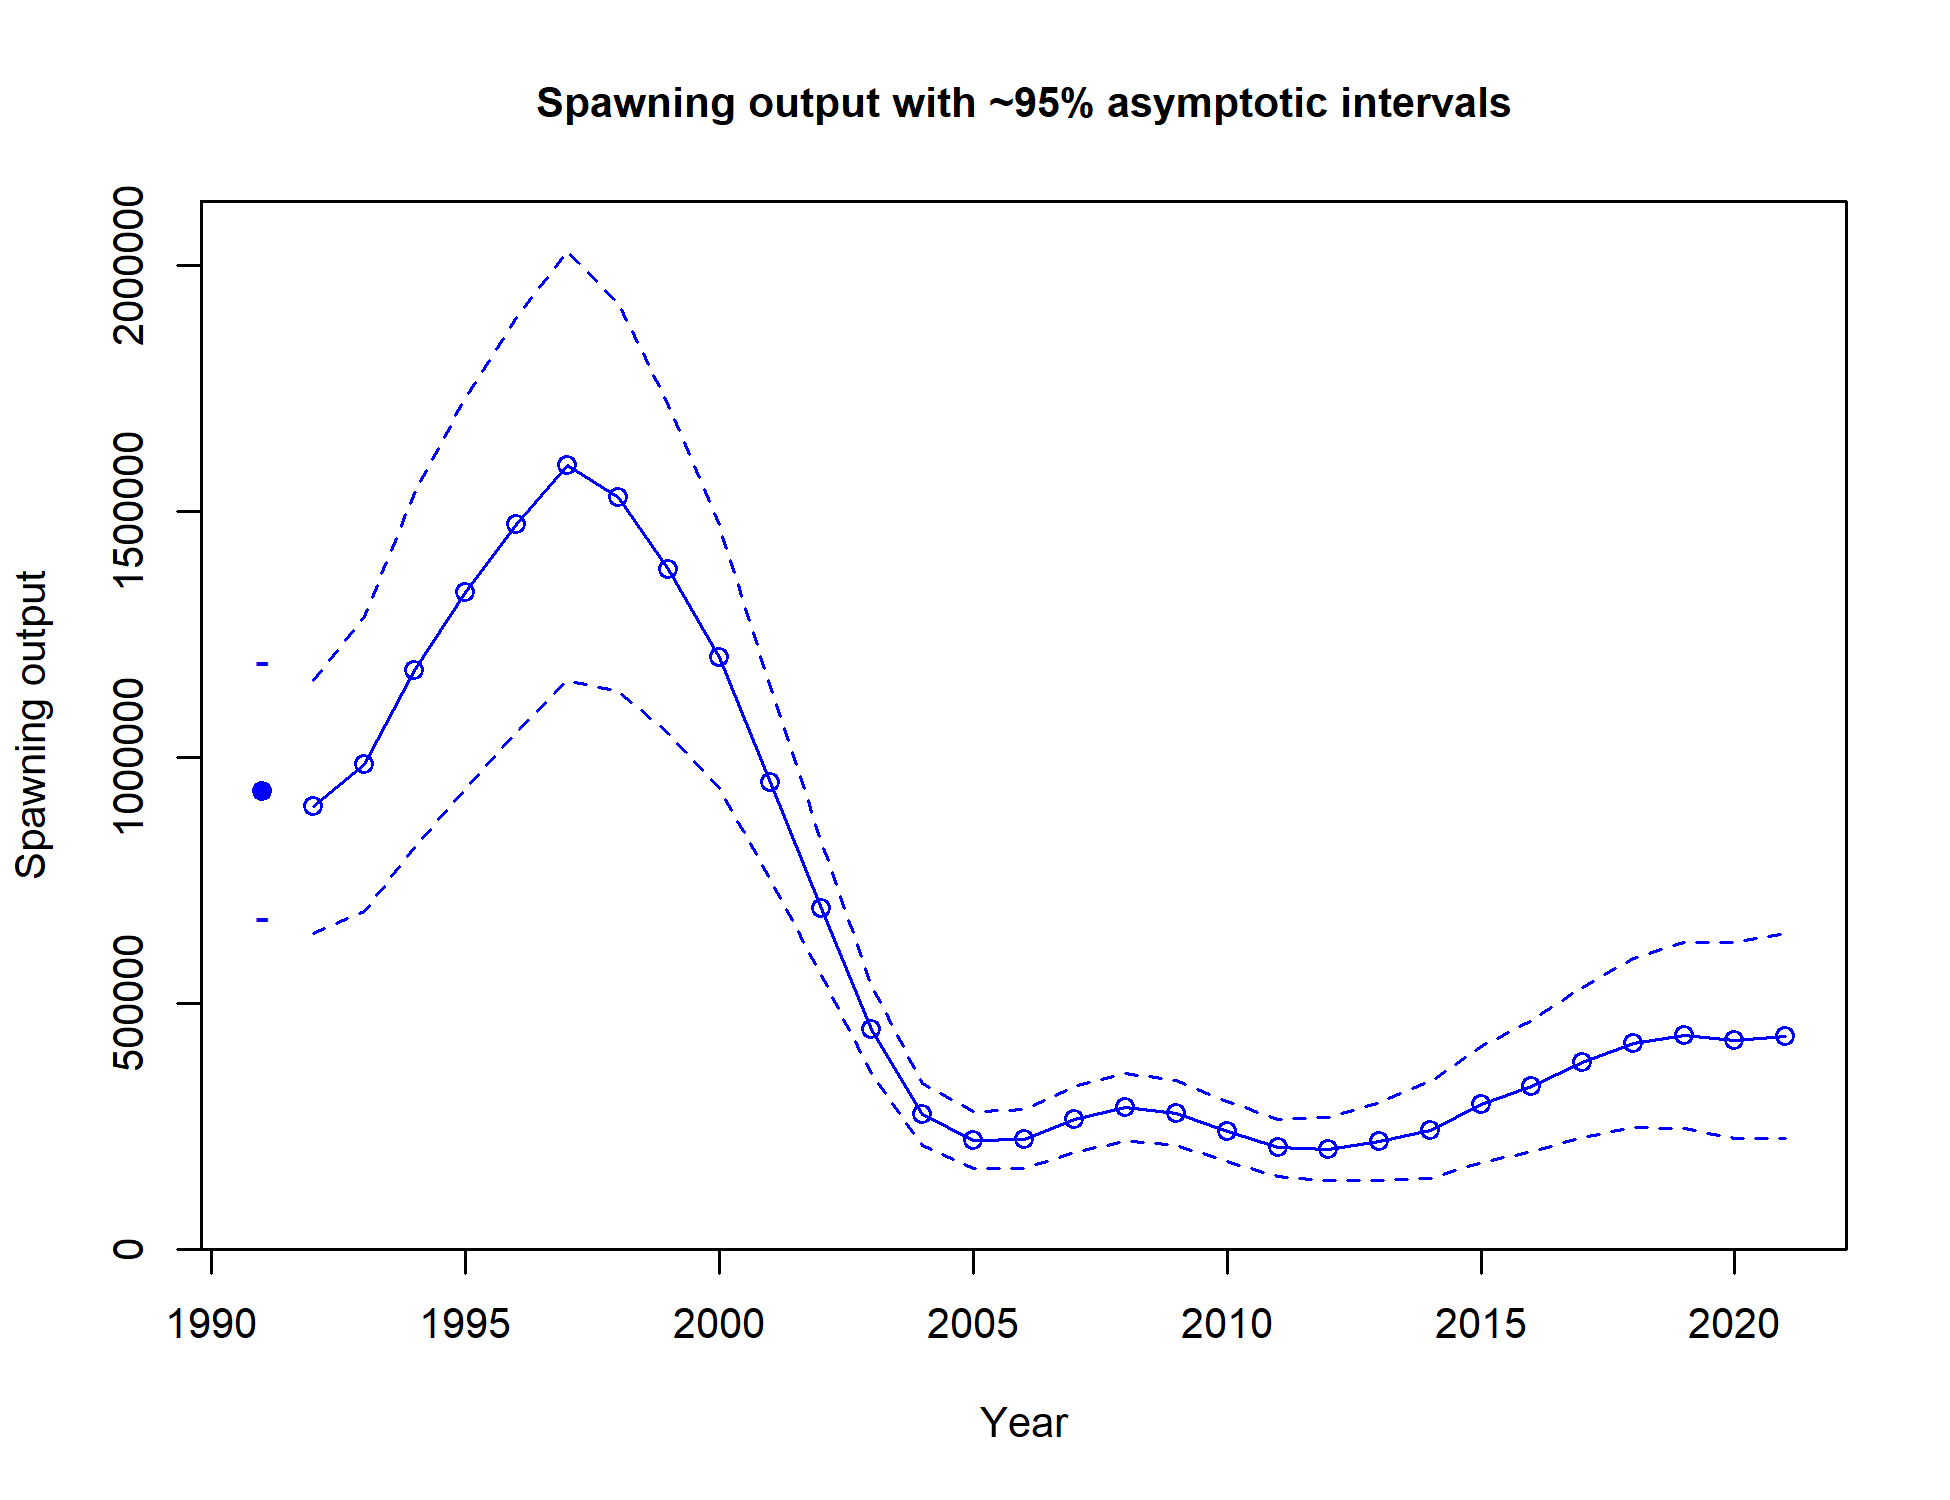 Spawning output with ~95% asymptotic intervals
Spawning output
2000000
1500000
1000000
500000
0
1990 1995 2000 2005 2010 2015 2020
Year